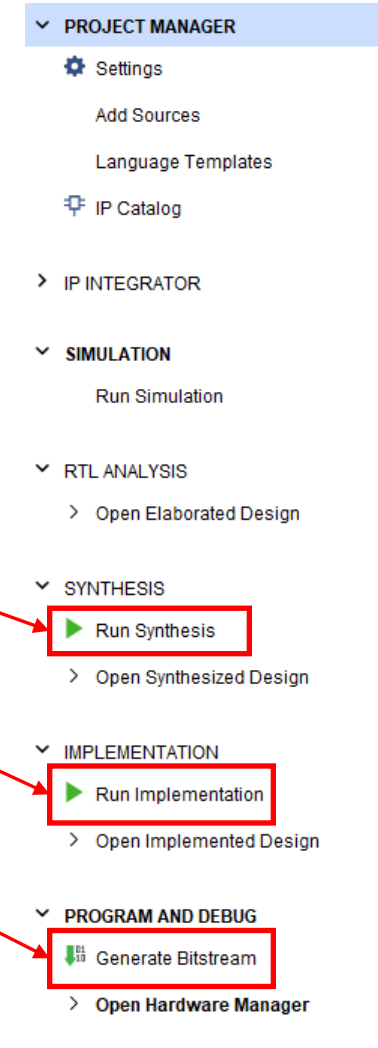 PROJECT MANAGER
Settings
Add Sources
Language Templates
IP Catalog
IP INTEGRATOR
SIMULATION
Run Simulation
RTL ANALYSIS
Open Elaborated Design
SYNTHESIS
Run Synthesis
Open Synthesized Design
IMPLEMENTATION
Run Implementation
Open Implemented Design
PROGRAM AND DEBUG
Generate Bitstream
Open Hardware Manager